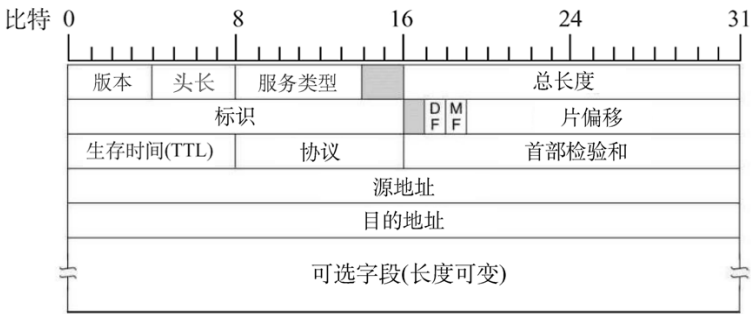 比特 0 8 16 24 31
版本 头长 服务类型 总长度
标识 DF MF 片偏移
生存时间(TTL) 协议 首部检验和
源地址
目的地址
可选字段(长度可变)